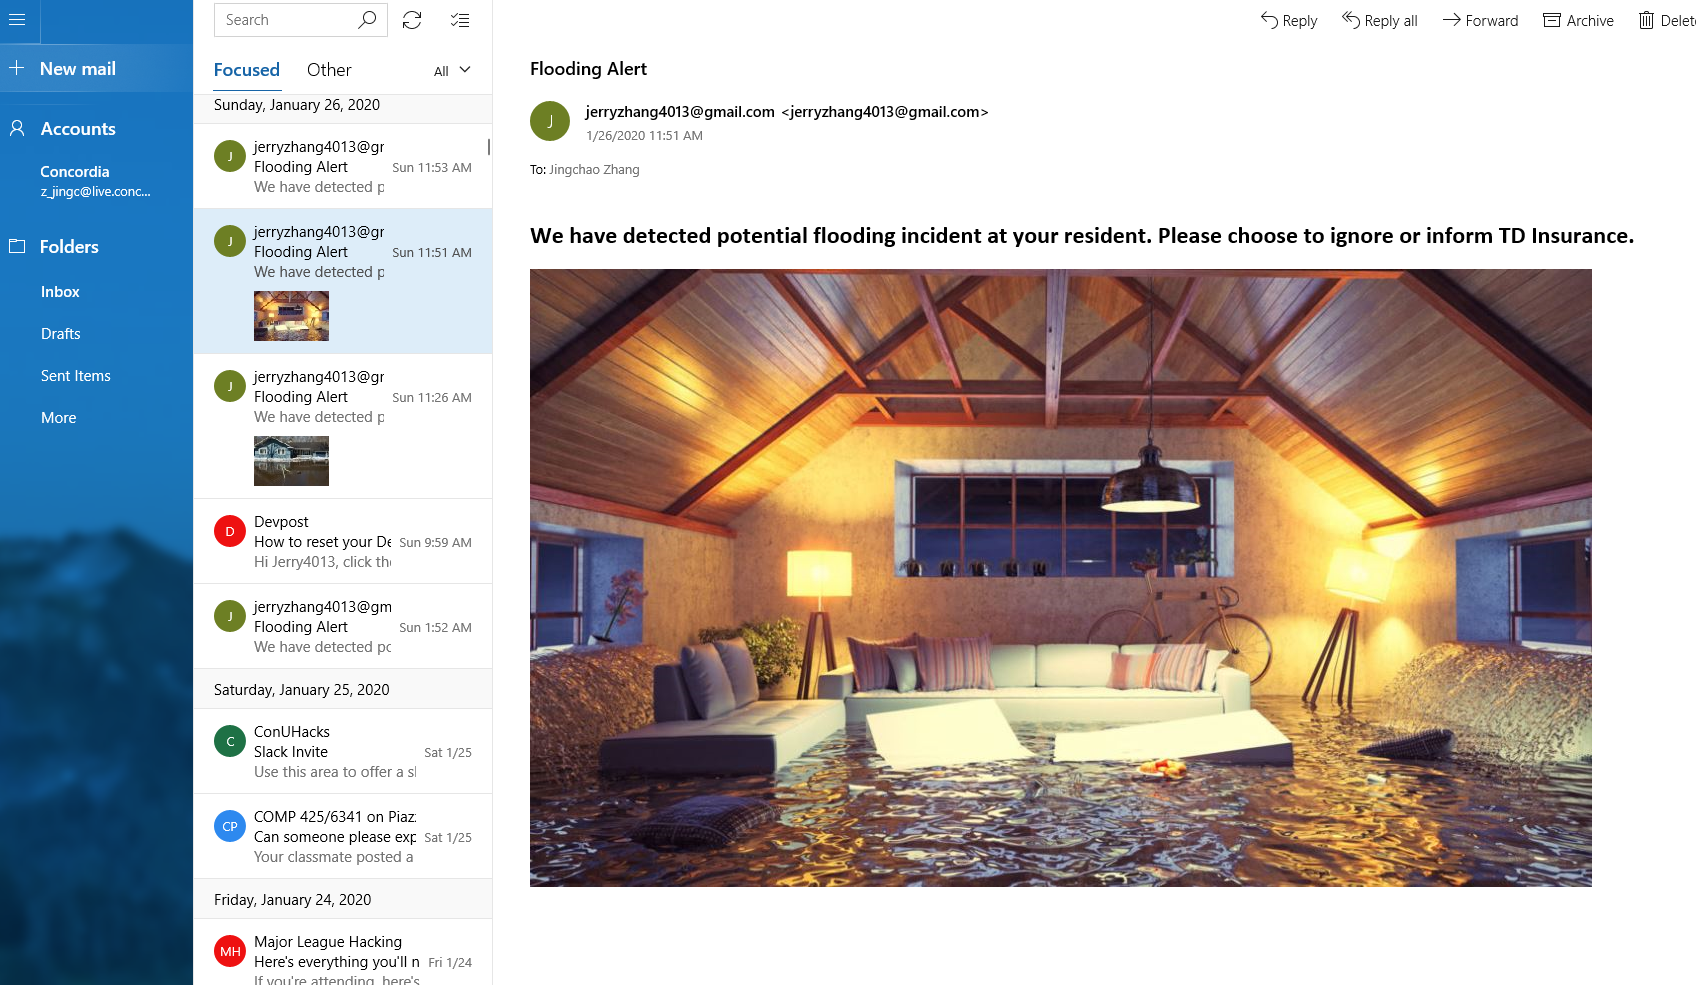 Search
New mail
Accounts
Concordia
z_jingc@live.conc...
Folders
Inbox
Drafts
Sent Items
More
Focused
Other
All
Sunday, January 26, 2020
J
jerryzhang4013@gr
Flooding Alert
Sun 11:53 AM
We have detected p
J
jerryzhang4013@gr
Flooding Alert
Sun 11:51 AM
We have detected p
J
jerryzhang4013@gr
Flooding Alert
Sun 11:26 AM
We have detected p
D
Devpost
How to reset your De
Sun 9:59 AM
Hi Jerry4013, click the
J
jerryzhang4013@gm
Flooding Alert
Sun 1:52 AM
We have detected po
Saturday, January 25, 2020
C
ConUHacks
Slack Invite
Sat 1/25
Use this area to offer a sl
CP
COMP 425/6341 on Piaz
Can someone please exp
Sat 1/25
Your classmate posted a
Friday, January 24, 2020
MH
Major League Hacking
Here's everything you'll n
Fri 1/24
If you're attending, here's
Reply
Reply all
Forward
Archive
Delet
Flooding Alert
J
jerryzhang4013@gmail.com <jerryzhang4013@gmail.com>
1/26/2020 11:51 AM
To: Jingchao Zhang
We have detected potential flooding incident at your resident. Please choose to ignore or inform TD Insurance.